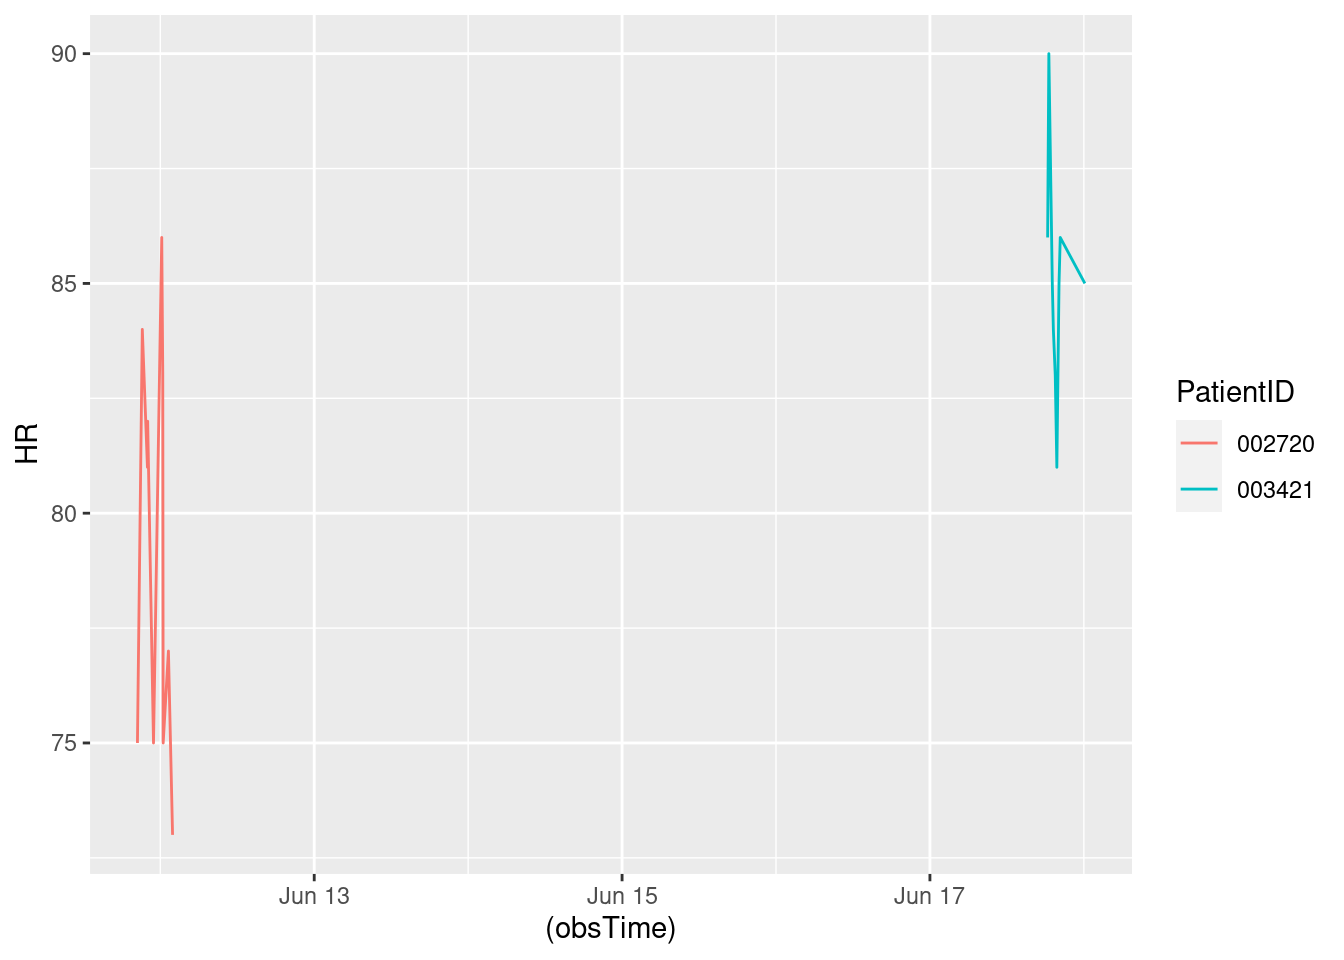 90
85
80
75
HR
Jun 13
Jun 15
Jun 17
(obsTime)
PatientID
002720
003421